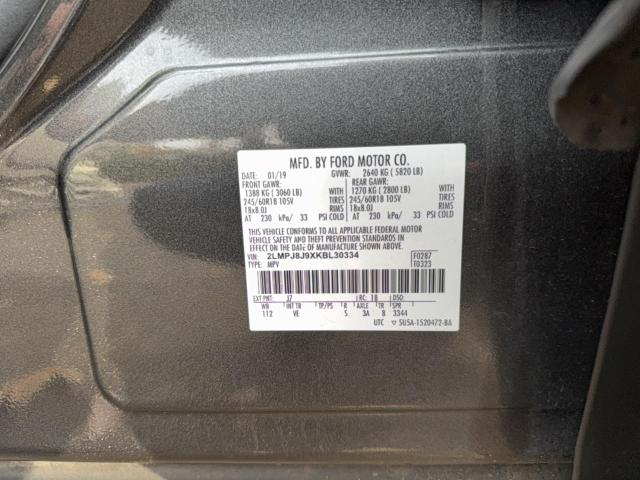 MFD. BY FORD MOTOR CO.
DATE: 01/19 GVWR: 2640 KG ( 5820 LB)
FRONT GAWR: REAR GAWR:
1388 KG ( 3060 LB) WITH 1270 KG ( 2800 LB) WITH
245/60R18 105V TIRES 245/60R18 105V TIRES
18x8.0J RIMS 18x8.0J RIMS
AT 230 kPa/ 33 PSI COLD AT 230 kPa/ 33 PSI COLD
THIS VEHICLE CONFORMS TO ALL APPLICABLE FEDERAL MOTOR
VEHICLE SAFETY AND THEFT PREVENTION STANDARDS IN EFFECT
ON THE DATE OF MANUFACTURE SHOWN ABOVE.
VIN: 2LMPJ8J9XKBL30334 F0287
TYPE: MPV T0323
EXT PNT: J7 RC: 18 DSO:
WB INT TR TP/PS R AXLE TR SPR
112 VE S 3A 8 3344
UTC ▽ 5U5A-1520472-BA